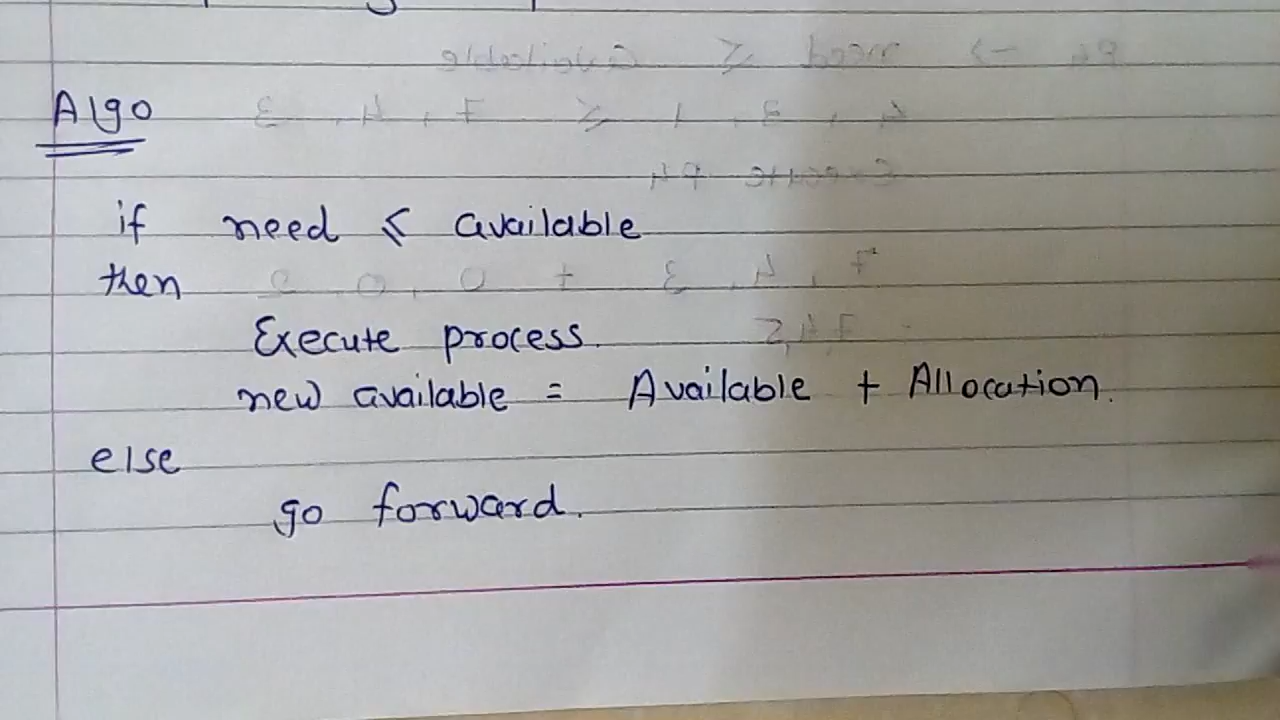 Algo
if need ≤ available
then
Execute process.
new available = Available + Allocation.
else
go forward.